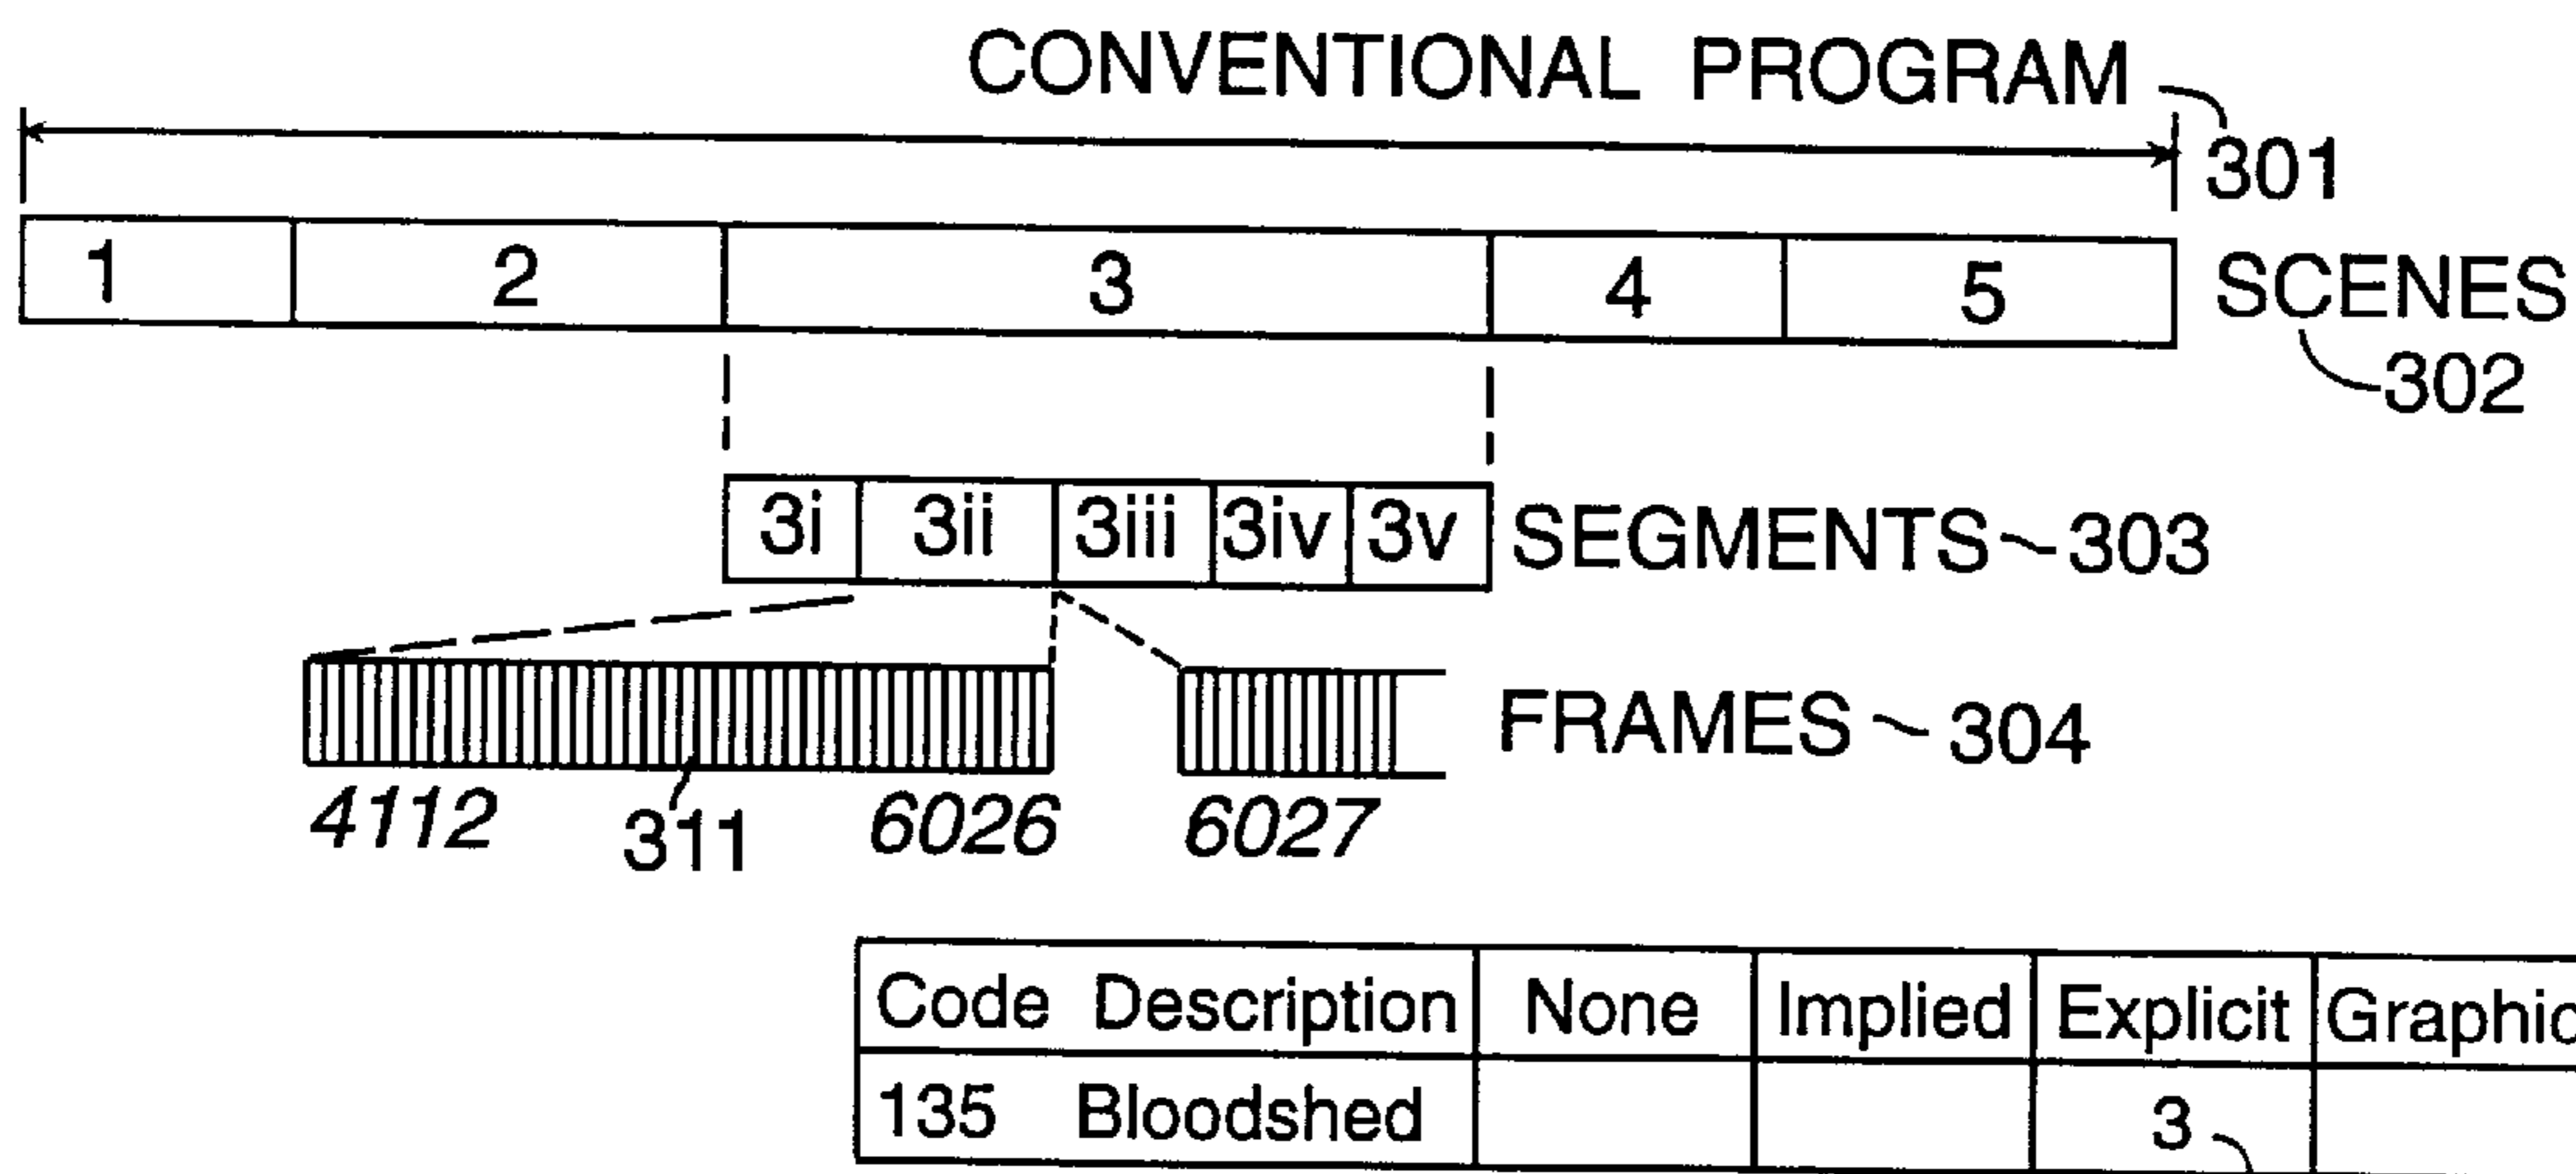 CONVENTIONAL PROGRAM
301
1 2 3 4 5 SCENES
302
3i 3ii 3iii 3iv 3v SEGMENTS 303
FRAMES 304
4112 311 6026 6027
Code Description None Implied Explicit Graphic
135 Bloodshed 3